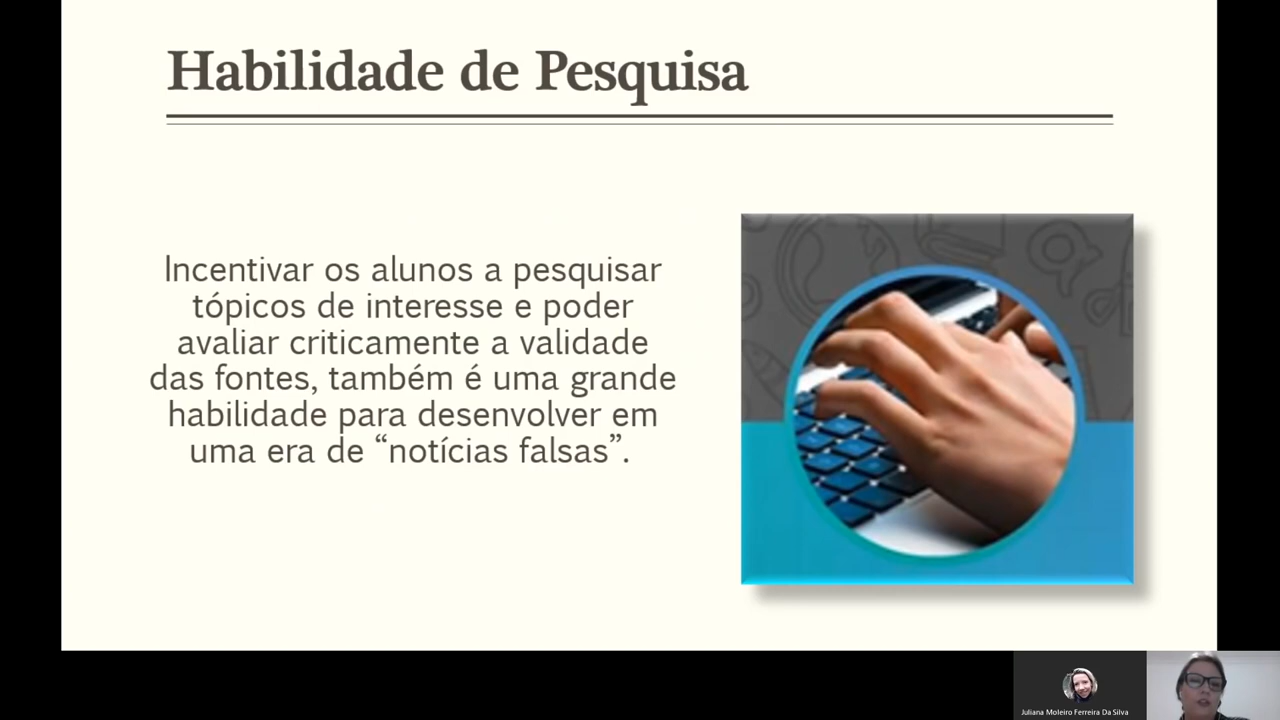 Habilidade de Pesquisa
Incentivar os alunos a pesquisar
tópicos de interesse e poder
avaliar criticamente a validade
das fontes, também é uma grande
habilidade para desenvolver em
uma era de “notícias falsas”.
Juliana Moleiro Ferreira Da Silva